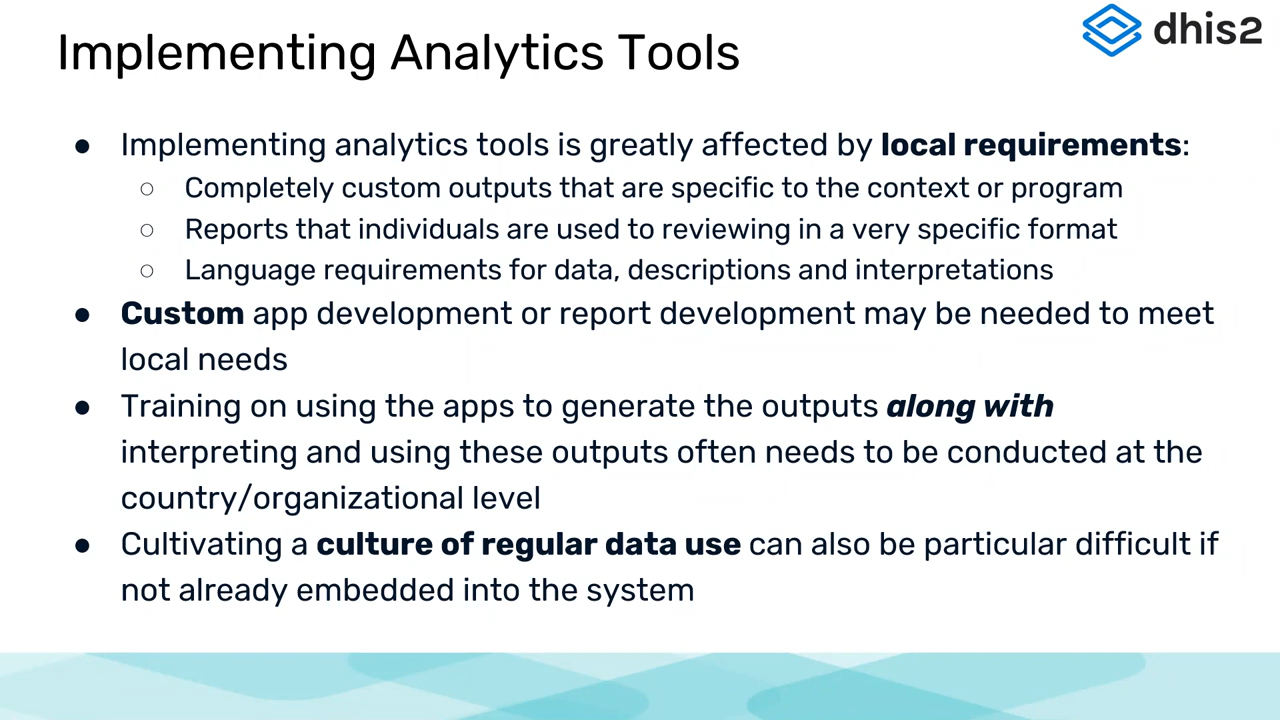 Implementing Analytics Tools
dhis2
● Implementing analytics tools is greatly affected by local requirements:
○ Completely custom outputs that are specific to the context or program
○ Reports that individuals are used to reviewing in a very specific format
○ Language requirements for data, descriptions and interpretations
● Custom app development or report development may be needed to meet
local needs
● Training on using the apps to generate the outputs along with
interpreting and using these outputs often needs to be conducted at the
country/organizational level
● Cultivating a culture of regular data use can also be particular difficult if
not already embedded into the system